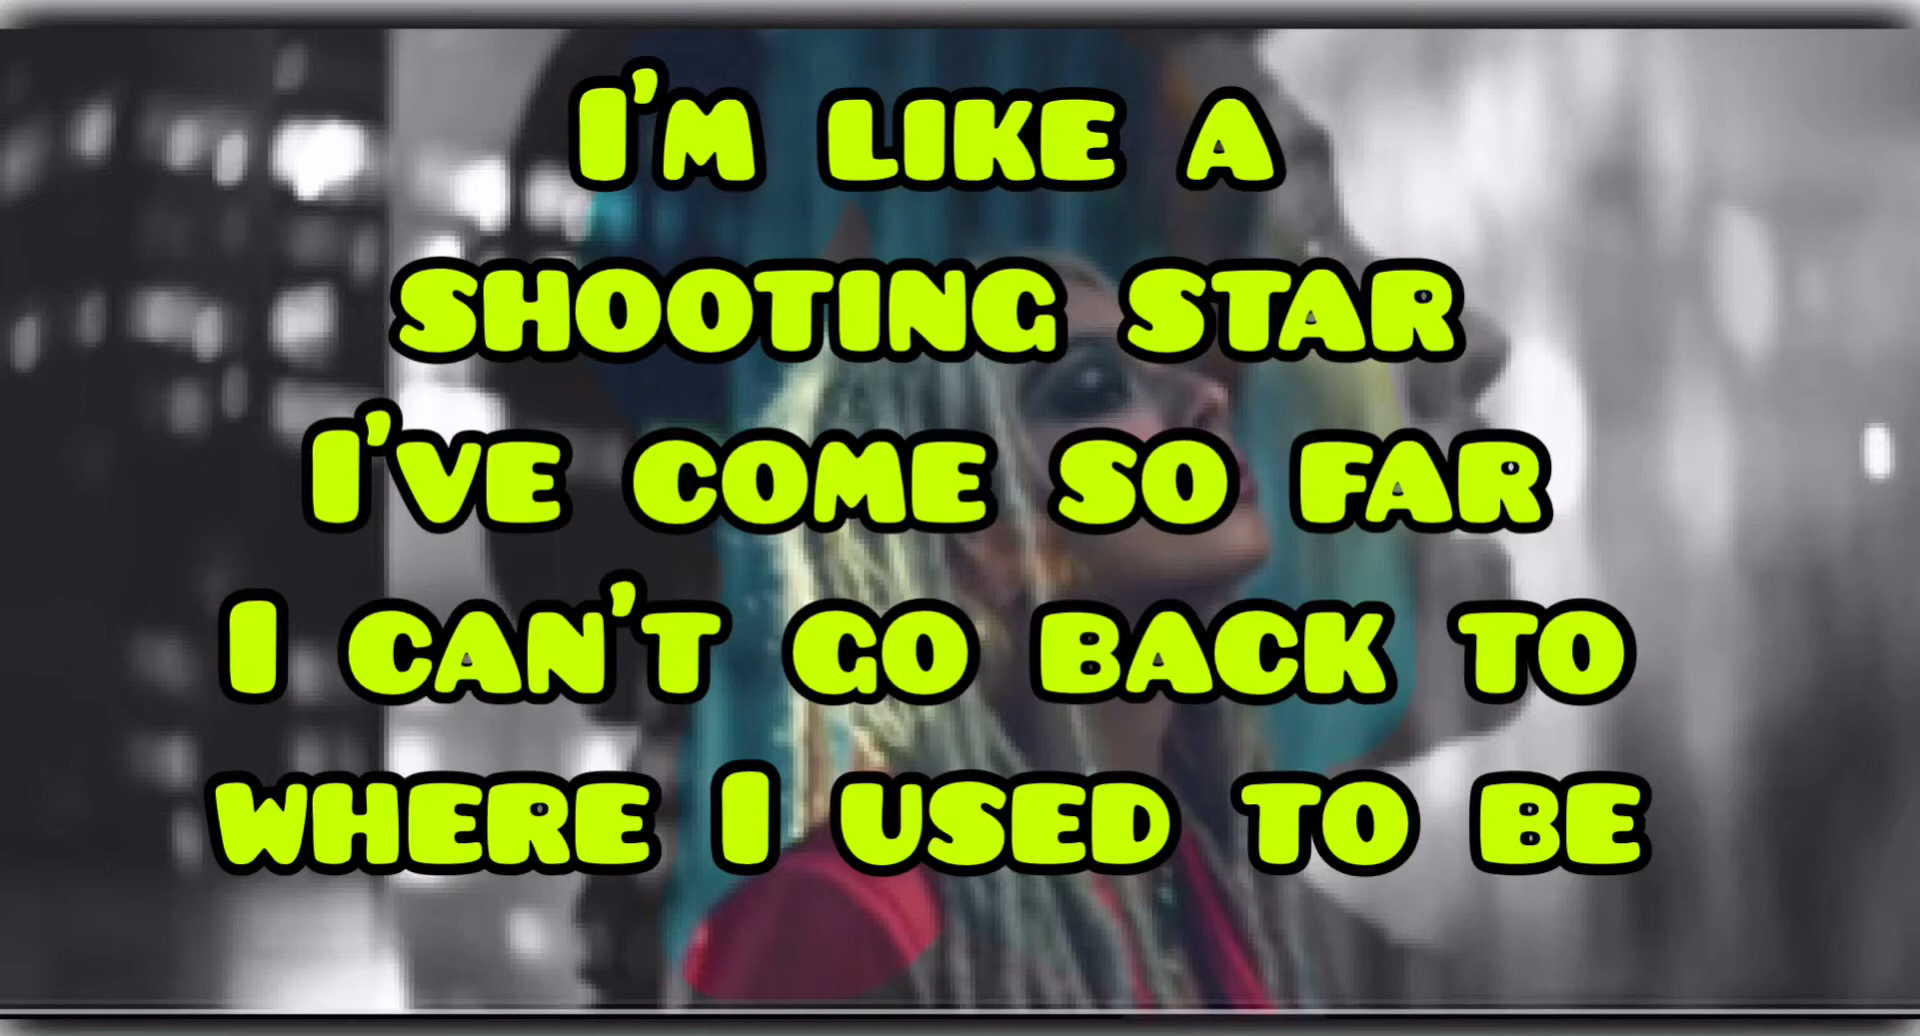 I'm like a
shooting star
I've come so far
I can't go back to
where I used to be